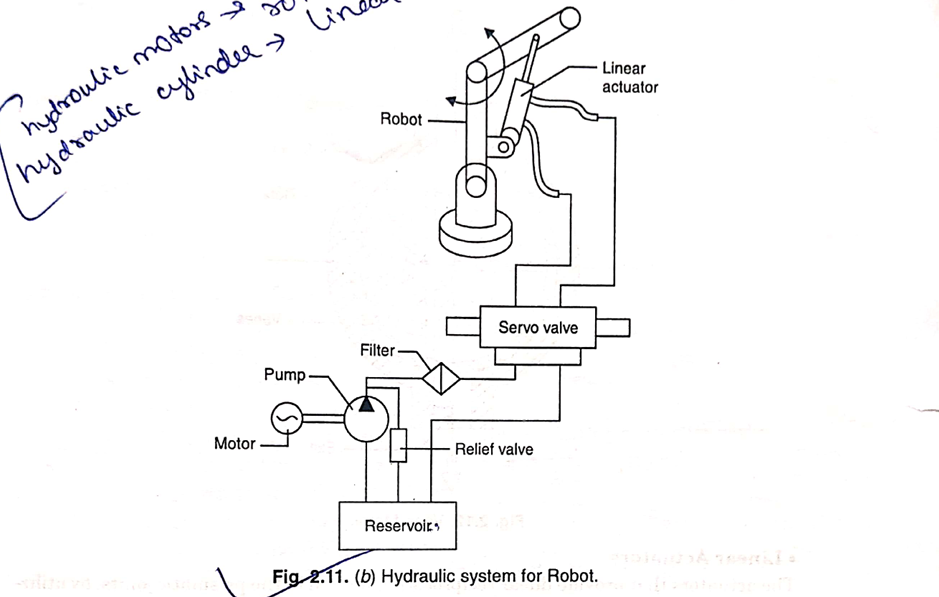 hydraulic motors →
hydraulic cylinder →
Linear
actuator
Robot
Servo valve
Filter
Pump
Motor
Relief valve
Reservoir
Fig. 2.11. (b) Hydraulic system for Robot.